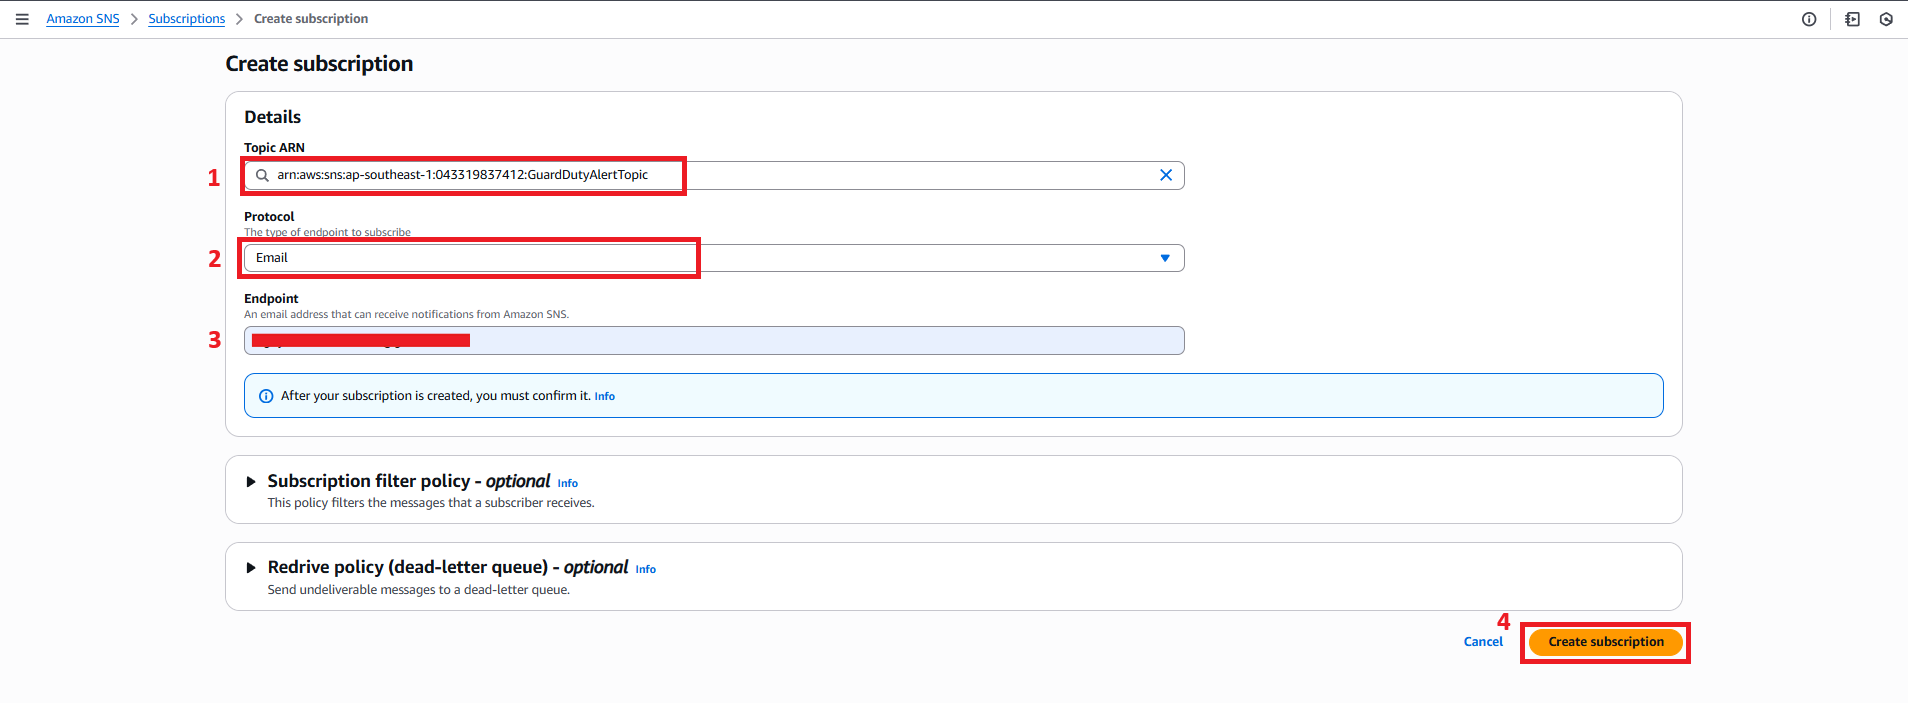 Amazon SNS > Subscriptions > Create subscription
Create subscription
Details
Topic ARN
1
arn:aws:sns:ap-southeast-1:043319837412:GuardDutyAlertTopic
Protocol
The type of endpoint to subscribe
2
Email
Endpoint
An email address that can receive notifications from Amazon SNS.
3
After your subscription is created, you must confirm it. Info
Subscription filter policy - optional Info
This policy filters the messages that a subscriber receives.
Redrive policy (dead-letter queue) - optional Info
Send undeliverable messages to a dead-letter queue.
4
Cancel Create subscription